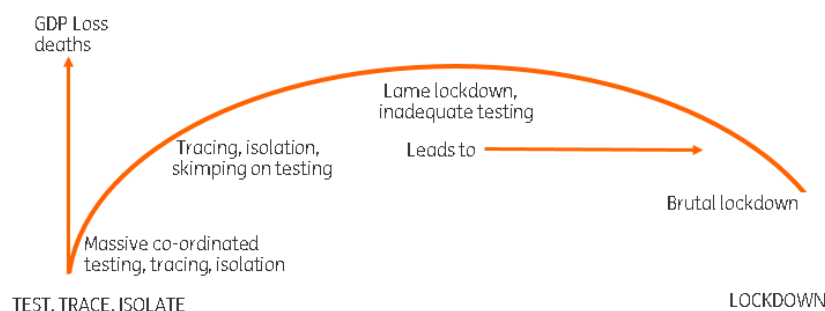 GDP Loss
deaths
Lame lockdown,
inadequate testing
Tracing, isolation,
skimping on testing
Leads to
Brutal lockdown
Massive co-ordinated
testing, tracing, isolation
TEST, TRACE, ISOLATE
LOCKDOWN